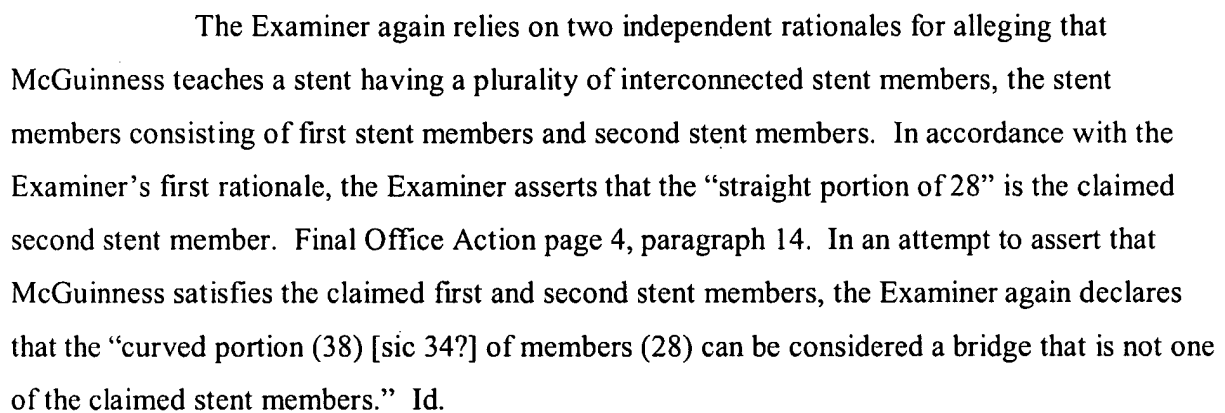 The Examiner again relies on two independent rationales for alleging that
McGuinness teaches a stent having a plurality of interconnected stent members, the stent
members consisting of first stent members and second stent members. In accordance with the
Examiner's first rationale, the Examiner asserts that the “straight portion of 28” is the claimed
second stent member. Final Office Action page 4, paragraph 14. In an attempt to assert that
McGuinness satisfies the claimed first and second stent members, the Examiner again declares
that the “curved portion (38) [sic 34?] of members (28) can be considered a bridge that is not one
of the claimed stent members.” Id.